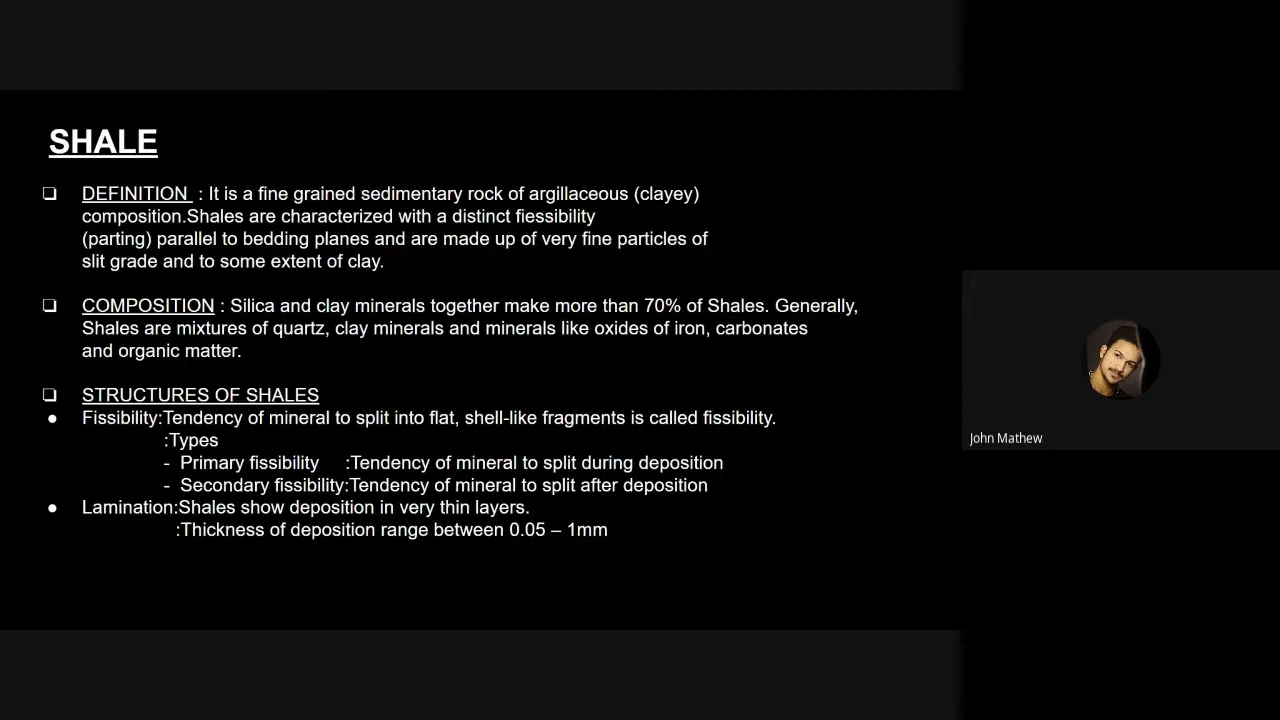 SHALE
❑ DEFINITION : It is a fine grained sedimentary rock of argillaceous (clayey)
composition.Shales are characterized with a distinct fiessibility
(parting) parallel to bedding planes and are made up of very fine particles of
slit grade and to some extent of clay.
❑ COMPOSITION : Silica and clay minerals together make more than 70% of Shales. Generally,
Shales are mixtures of quartz, clay minerals and minerals like oxides of iron, carbonates
and organic matter.
❑ STRUCTURES OF SHALES
● Fissibility:Tendency of mineral to split into flat, shell-like fragments is called fissibility.
:Types
- Primary fissibility :Tendency of mineral to split during deposition
- Secondary fissibility:Tendency of mineral to split after deposition
● Lamination:Shales show deposition in very thin layers.
:Thickness of deposition range between 0.05 – 1mm
John Mathew